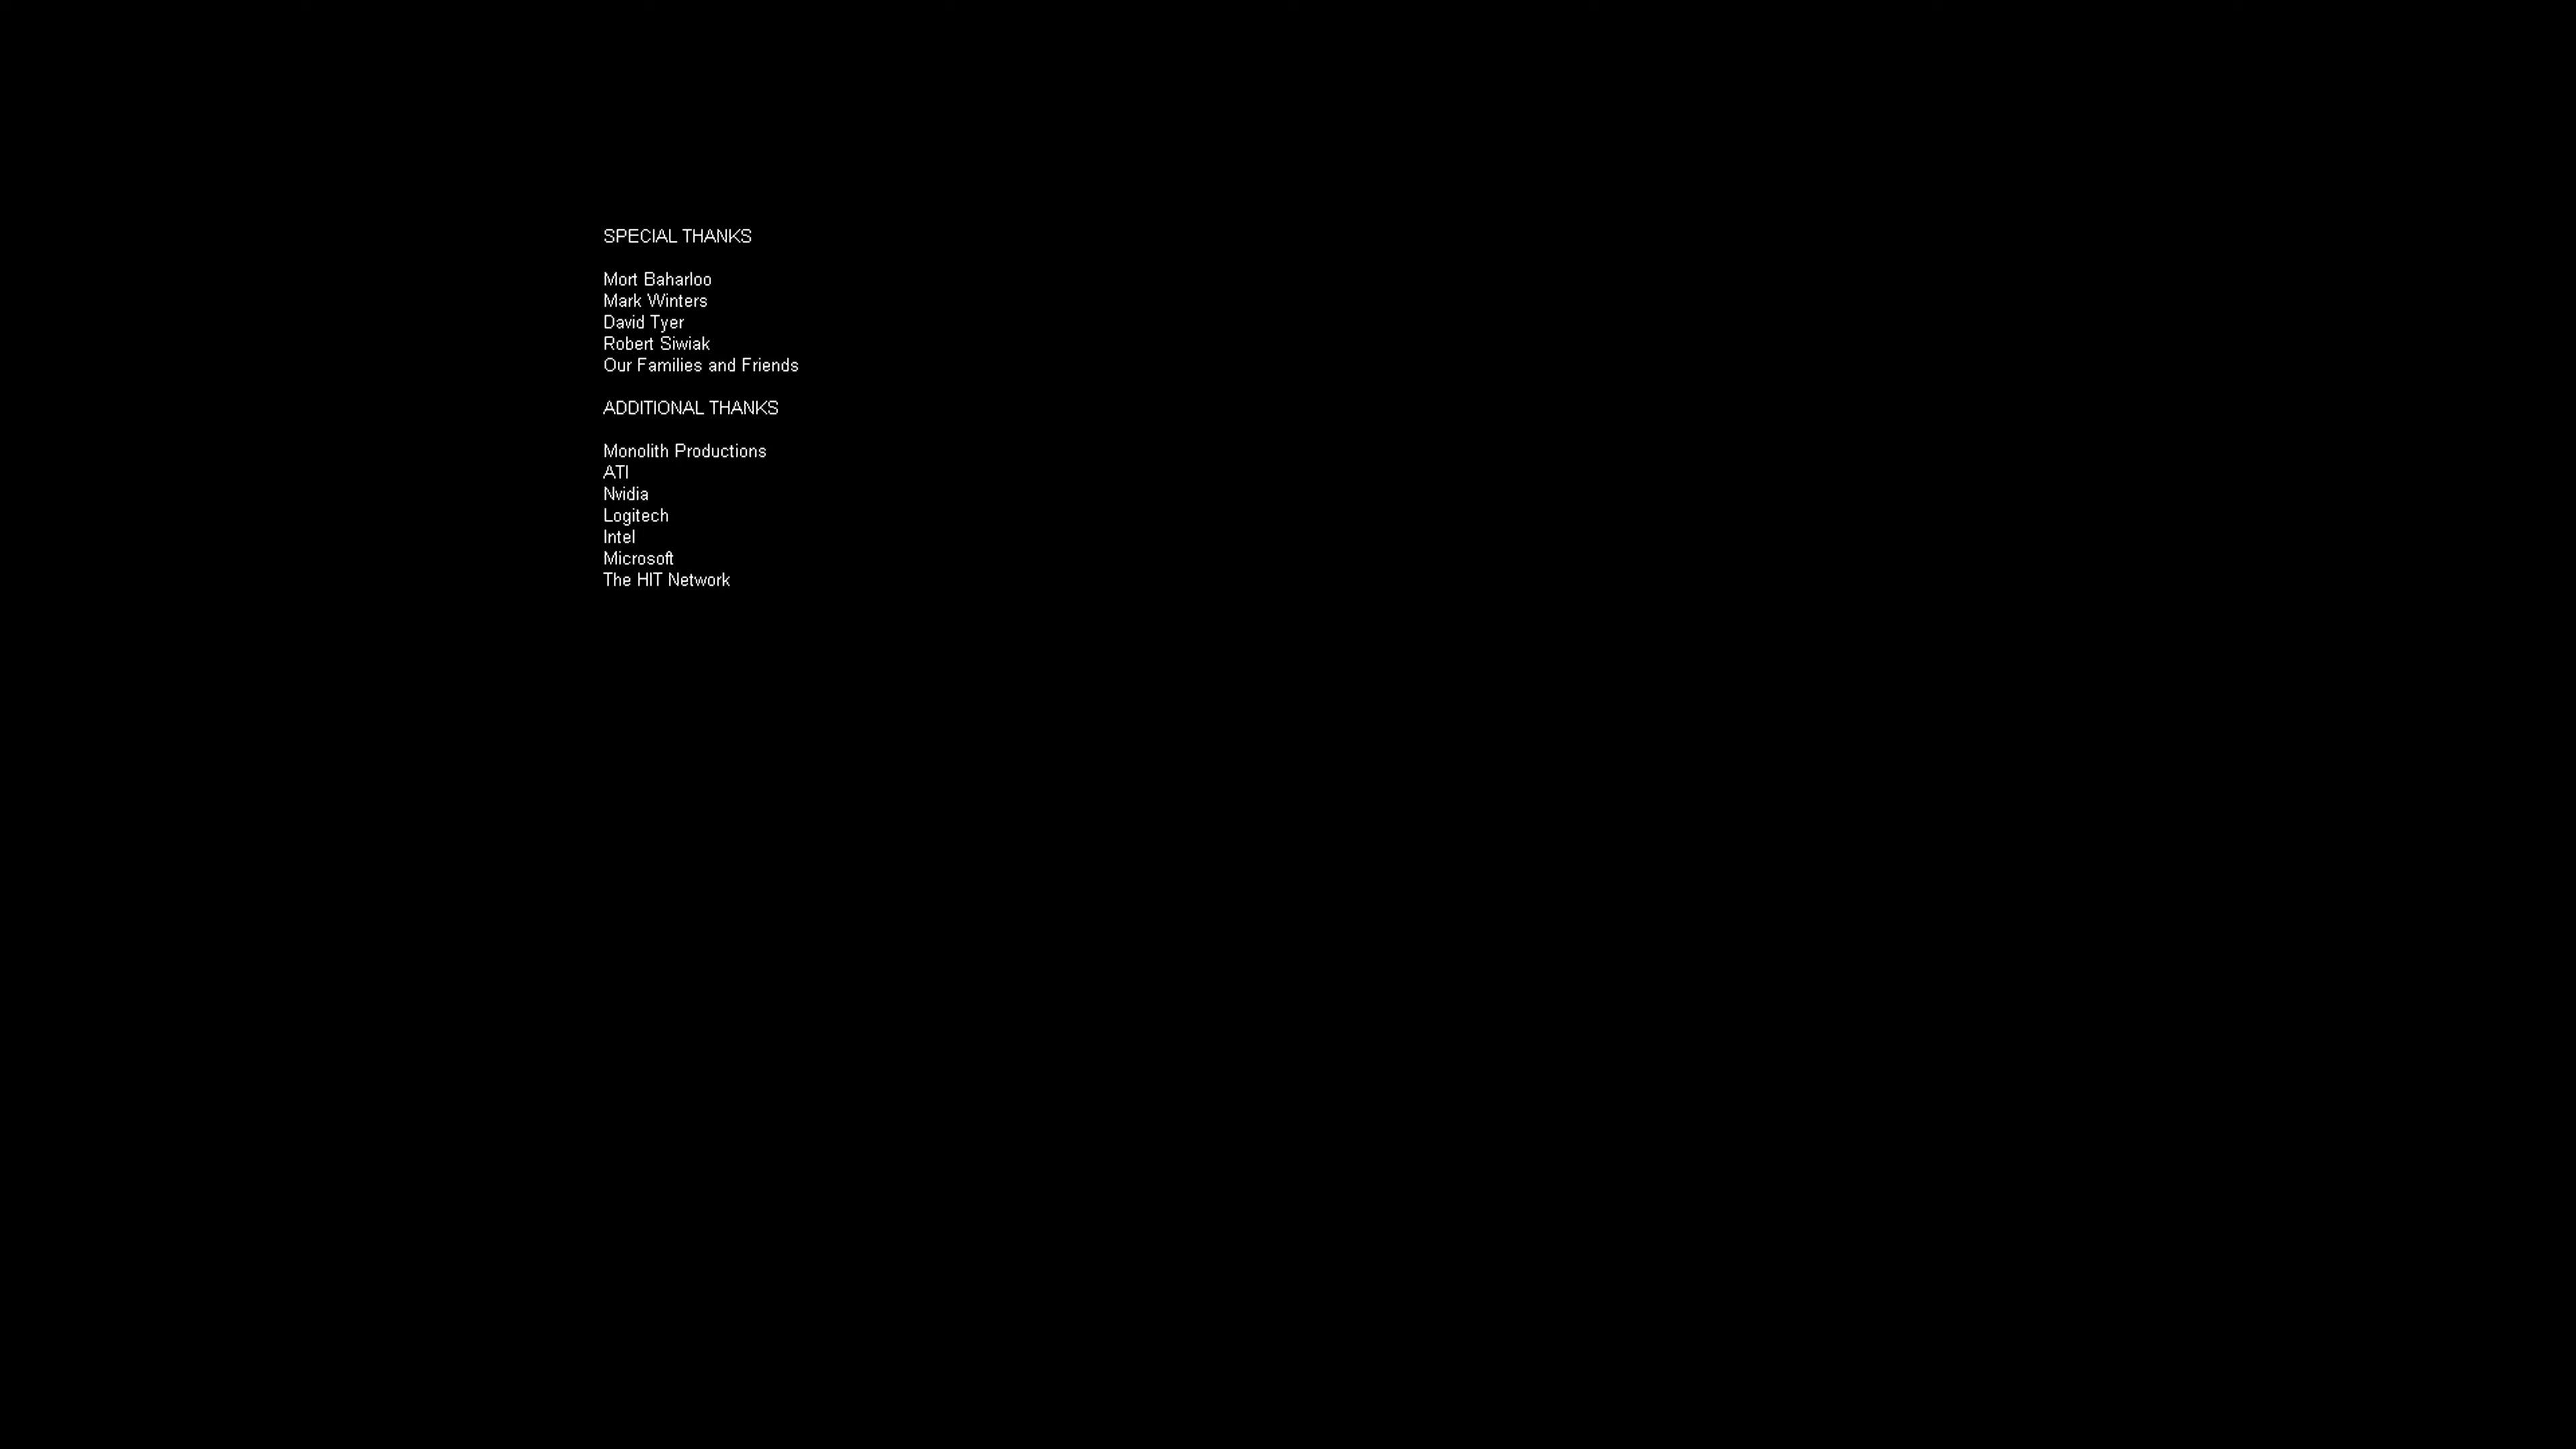 SPECIAL THANKS
Mort Baharloo
Mark Winters
David Tyer
Robert Siwiak
Our Families and Friends
ADDITIONAL THANKS
Monolith Productions
ATI
Nvidia
Logitech
Intel
Microsoft
The HIT Network